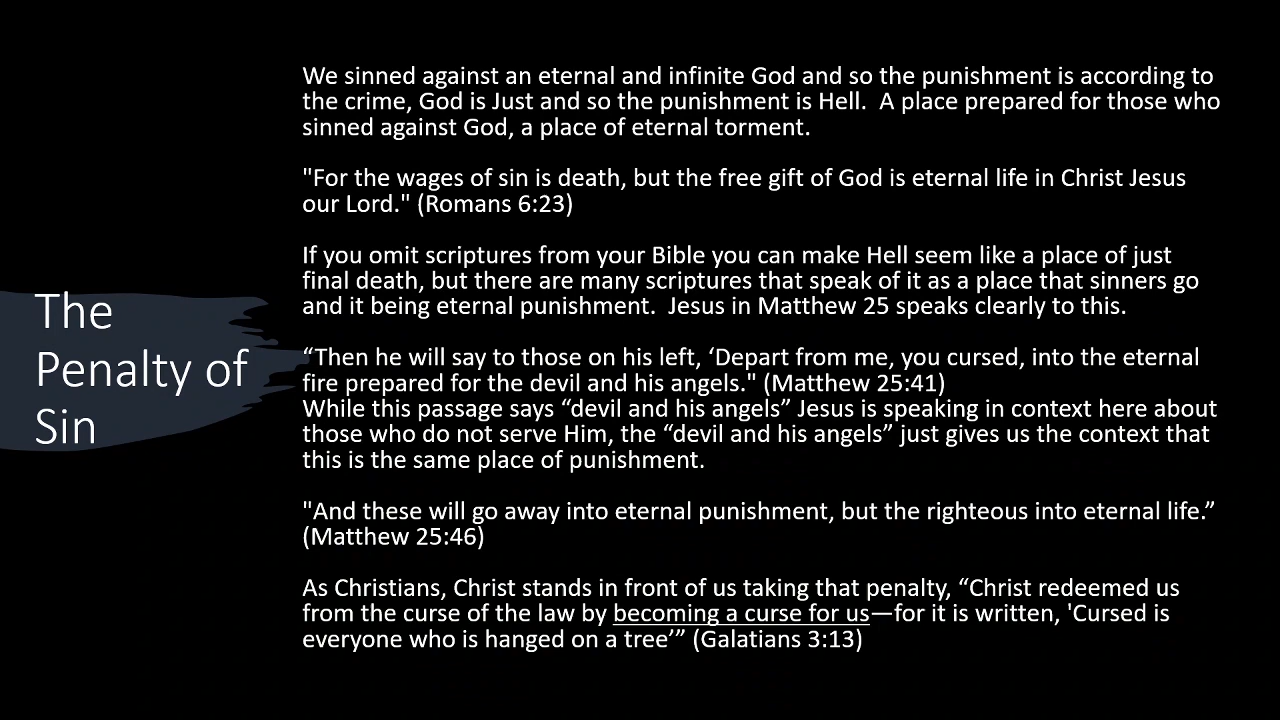 The
Penalty of
Sin
We sinned against an eternal and infinite God and so the punishment is according to
the crime, God is Just and so the punishment is Hell.  A place prepared for those who
sinned against God, a place of eternal torment.
"For the wages of sin is death, but the free gift of God is eternal life in Christ Jesus
our Lord." (Romans 6:23)
If you omit scriptures from your Bible you can make Hell seem like a place of just
final death, but there are many scriptures that speak of it as a place that sinners go
and it being eternal punishment.  Jesus in Matthew 25 speaks clearly to this.
“Then he will say to those on his left, ‘Depart from me, you cursed, into the eternal
fire prepared for the devil and his angels." (Matthew 25:41)
While this passage says “devil and his angels” Jesus is speaking in context here about
those who do not serve Him, the “devil and his angels” just gives us the context that
this is the same place of punishment.
"And these will go away into eternal punishment, but the righteous into eternal life.”
(Matthew 25:46)
As Christians, Christ stands in front of us taking that penalty, “Christ redeemed us
from the curse of the law by becoming a curse for us—for it is written, 'Cursed is
everyone who is hanged on a tree’” (Galatians 3:13)